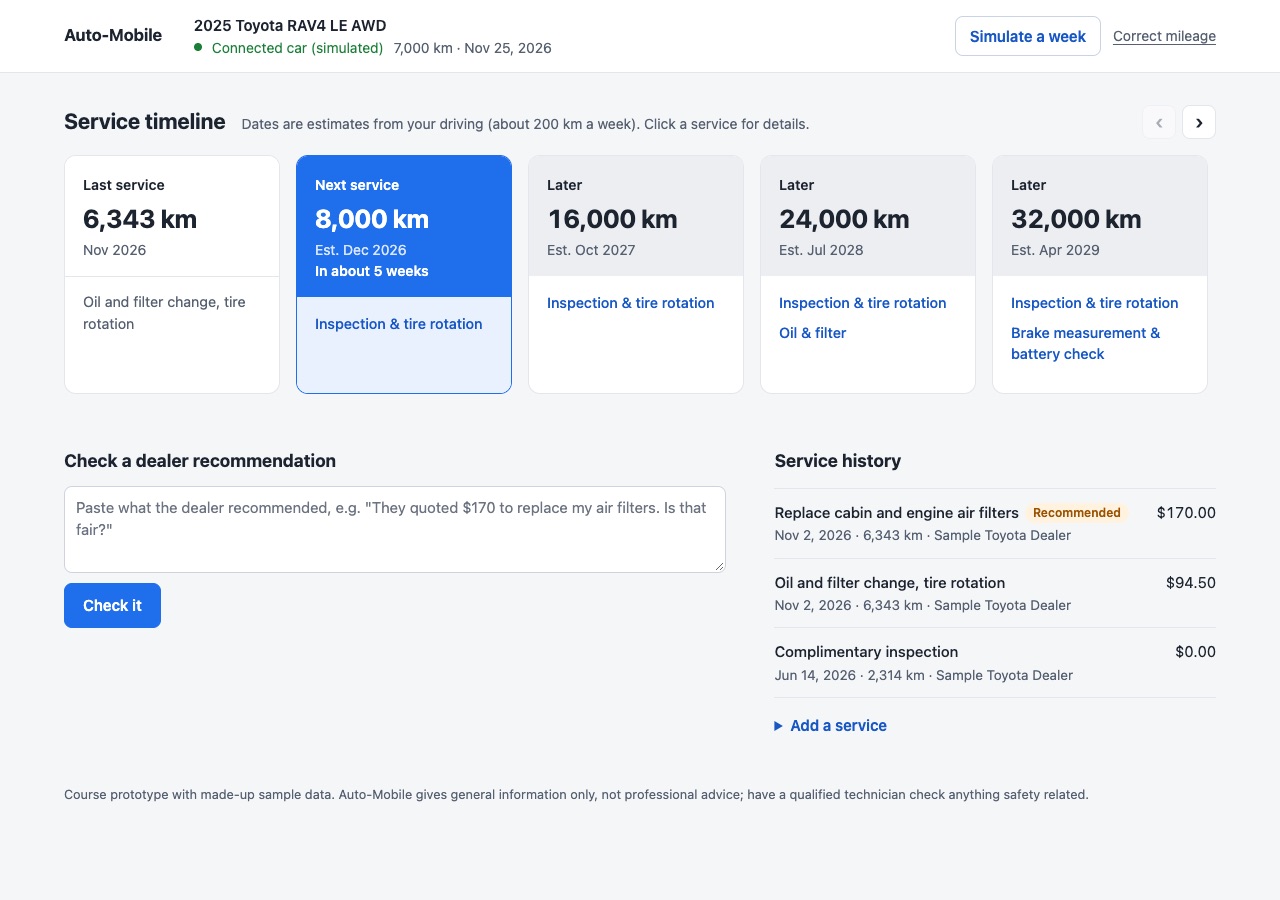 Auto-Mobile
2025 Toyota RAV4 LE AWD
Connected car (simulated) 7,000 km · Nov 25, 2026
Simulate a week
Correct mileage
Service timeline
Dates are estimates from your driving (about 200 km a week). Click a service for details.
‹ ›
Last service
6,343 km
Nov 2026
Oil and filter change, tire
rotation
Next service
8,000 km
Est. Dec 2026
In about 5 weeks
Inspection & tire rotation
Later
16,000 km
Est. Oct 2027
Inspection & tire rotation
Later
24,000 km
Est. Jul 2028
Inspection & tire rotation
Oil & filter
Later
32,000 km
Est. Apr 2029
Inspection & tire rotation
Brake measurement &
battery check
Check a dealer recommendation
Paste what the dealer recommended, e.g. "They quoted $170 to replace my air filters. Is that
fair?"
Check it
Service history
Replace cabin and engine air filters Recommended $170.00
Nov 2, 2026 · 6,343 km · Sample Toyota Dealer
Oil and filter change, tire rotation $94.50
Nov 2, 2026 · 6,343 km · Sample Toyota Dealer
Complimentary inspection $0.00
Jun 14, 2026 · 2,314 km · Sample Toyota Dealer
Add a service
Course prototype with made-up sample data. Auto-Mobile gives general information only, not professional advice; have a qualified technician check anything safety related.